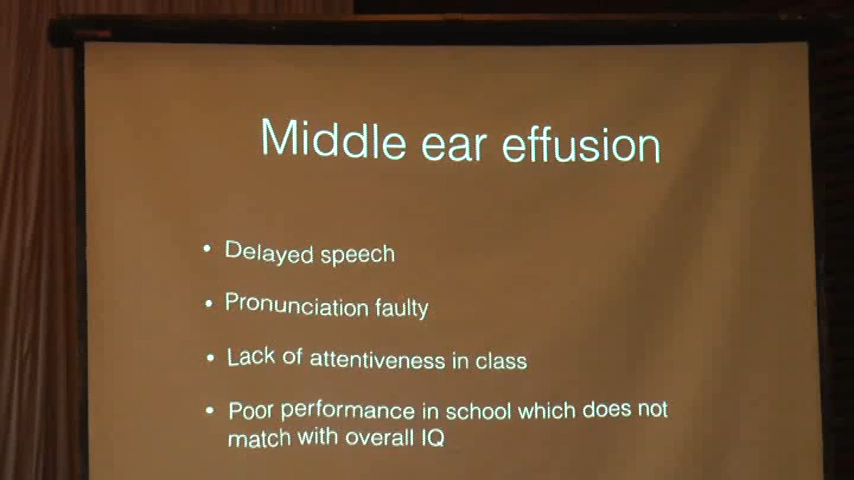 Middle ear effusion
• Delayed speech
• Pronunciation faulty
• Lack of attentiveness in class
• Poor performance in school which does not
match with overall IQ